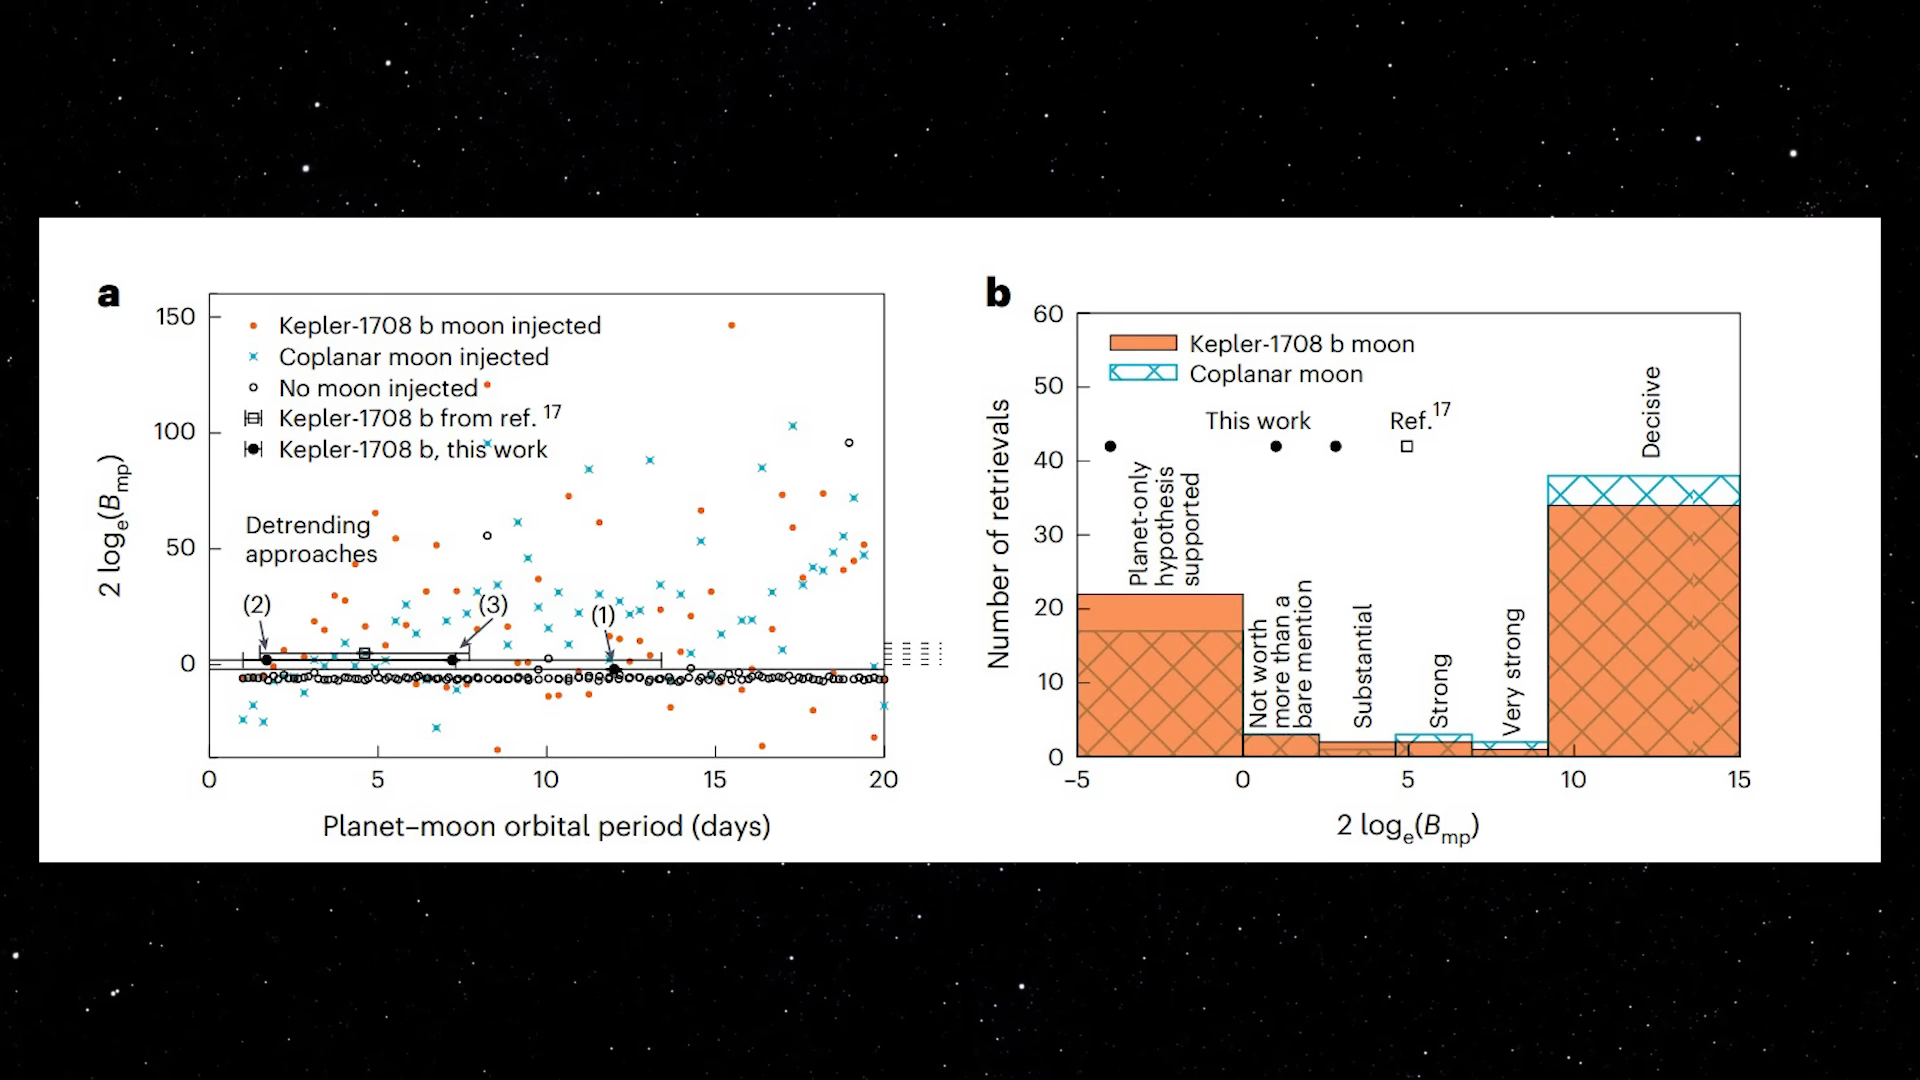 a
150
100
50
0
2 logₑ(Bₘₚ)
Kepler-1708 b moon injected
Coplanar moon injected
No moon injected
Kepler-1708 b from ref. 17
Kepler-1708 b, this work
Detrending
approaches
(2)
(3)
(1)
0
5
10
15
20
Planet–moon orbital period (days)
b
60
50
40
30
20
10
0
Number of retrievals
Kepler-1708 b moon
Coplanar moon
This work
Ref.17
Planet-only
hypothesis
supported
Not worth
more than a
bare mention
Substantial
Strong
Very strong
Decisive
–5
0
5
10
15
2 logₑ(Bₘₚ)